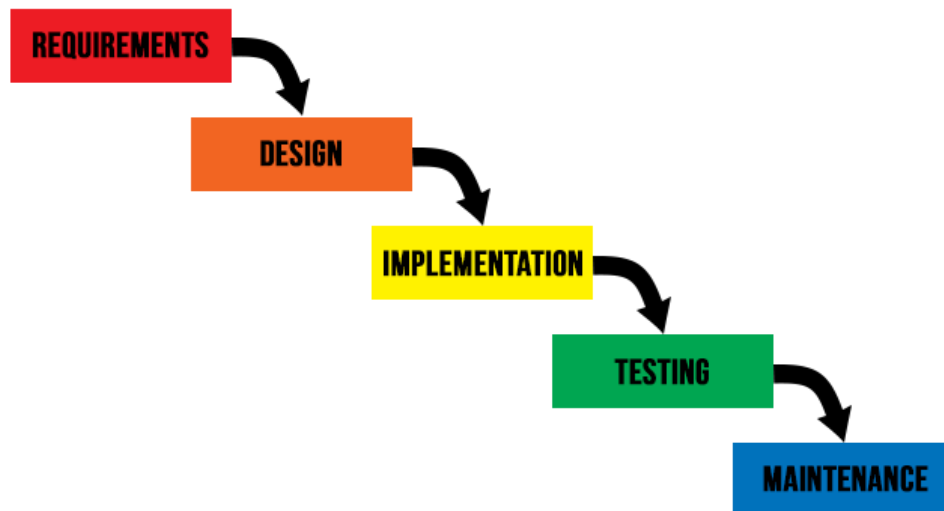 REQUIREMENTS
DESIGN
IMPLEMENTATION
TESTING
MAINTENANCE